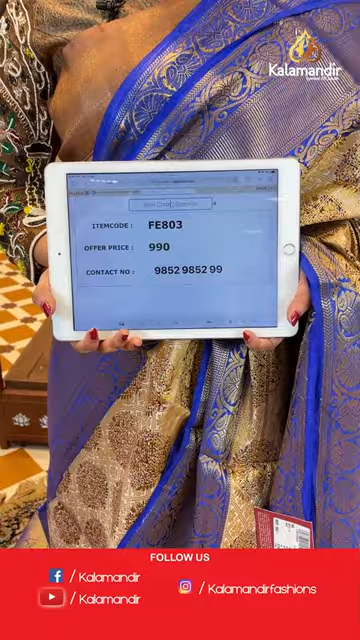 Kalamandir
ITEMCODE : FE803
OFFER PRICE : 990
CONTACT NO : 9852 9852 99
FOLLOW US
/ Kalamandir
/ Kalamandirfashions
/ Kalamandir